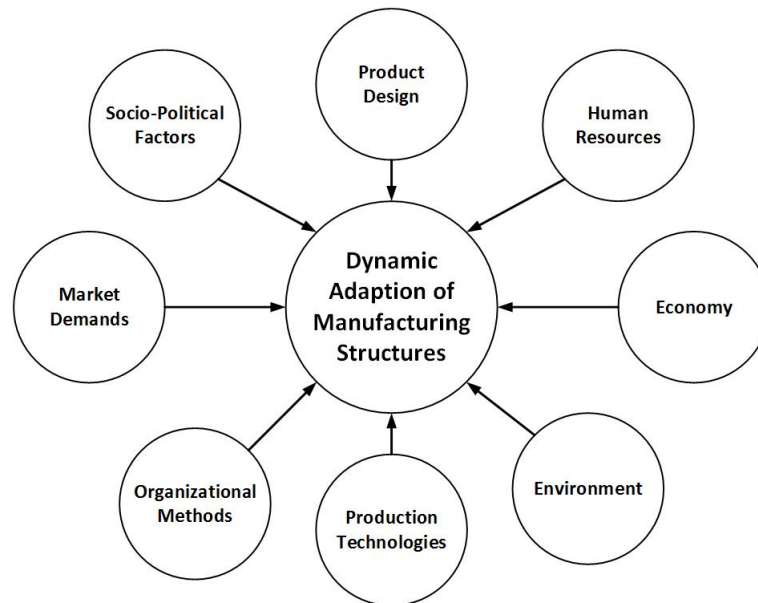 Product
Design
Socio-Political
Factors
Human
Resources
Dynamic
Adaption of
Manufacturing
Structures
Market
Demands
Economy
Organizational
Methods
Production
Technologies
Environment